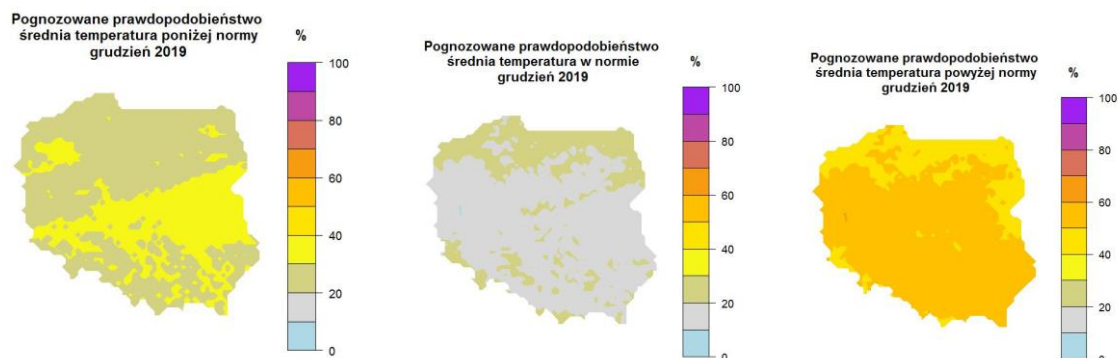 Pognozowane prawdopodobieństwo
średnia temperatura poniżej normy
grudzień 2019
%
100
80
60
40
20
0
Pognozowane prawdopodobieństwo
średnia temperatura w normie
grudzień 2019
%
100
80
60
40
20
0
Pognozowane prawdopodobieństwo
średnia temperatura powyżej normy
grudzień 2019
%
100
80
60
40
20
0